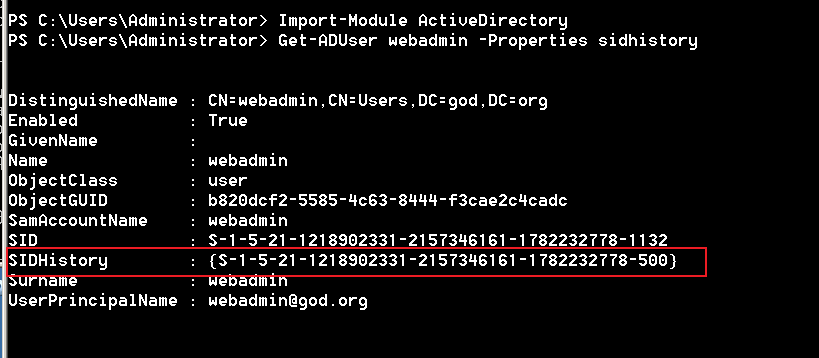 PS C:\Users\Administrator> Import-Module ActiveDirectory
PS C:\Users\Administrator> Get-ADUser webadmin -Properties sidhistory
DistinguishedName : CN=webadmin,CN=Users,DC=god,DC=org
Enabled           : True
GivenName         :
Name              : webadmin
ObjectClass       : user
ObjectGUID        : b820dcf2-5585-4c63-8444-f3cae2c4cadc
SamAccountName    : webadmin
SID               : S-1-5-21-1218902331-2157346161-1782232778-1132
SIDHistory        : {S-1-5-21-1218902331-2157346161-1782232778-500}
Surname           : webadmin
UserPrincipalName : webadmin@god.org